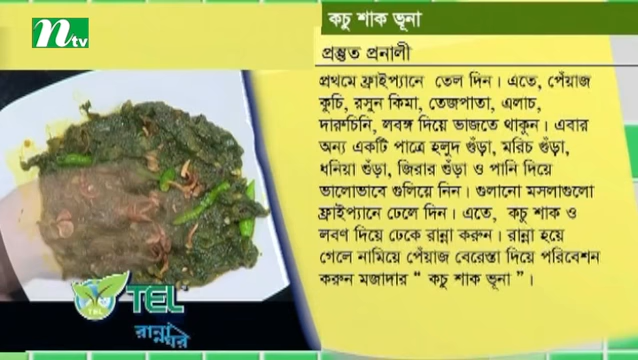 ntv
কচু শাক ভূনা
প্রস্তুত প্রনালী
প্রথমে ফ্রাইপ্যানে তেল দিন। এতে, পেঁয়াজ
কুচি, রসুন কিমা, তেজপাতা, এলাচ,
দারুচিনি, লবঙ্গ দিয়ে ভাজতে থাকুন। এবার
অন্য একটি পাত্রে হলুদ গুঁড়া, মরিচ গুঁড়া,
ধনিয়া গুঁড়া, জিরার গুঁড়া ও পানি দিয়ে
ভালোভাবে গুলিয়ে নিন। গুলানো মসলাগুলো
ফ্রাইপ্যানে ঢেলে দিন। এতে, কচু শাক ও
লবণ দিয়ে ঢেকে রান্না করুন। রান্না হয়ে
গেলে নামিয়ে পেঁয়াজ বেরেস্তা দিয়ে পরিবেশন
করুন মজাদার “ কচু শাক ভূনা ”।
TBL
TEL
রান্না ঘর